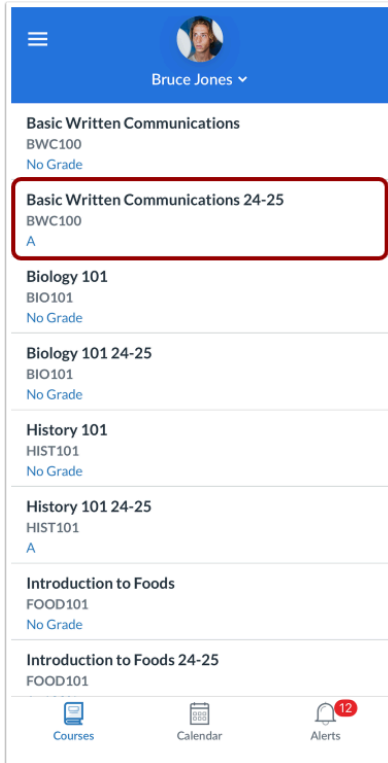 Bruce Jones
Basic Written Communications
BWC100
No Grade
Basic Written Communications 24-25
BWC100
A
Biology 101
BIO101
No Grade
Biology 101 24-25
BIO101
No Grade
History 101
HIST101
No Grade
History 101 24-25
HIST101
A
Introduction to Foods
FOOD101
No Grade
Introduction to Foods 24-25
FOOD101
12
Courses Calendar Alerts